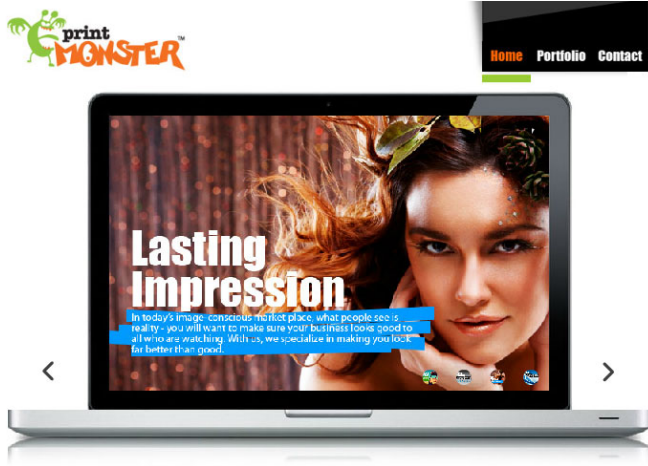 print
MONSTER™
Home Portfolio Contact
Lasting
Impression
In today's image-conscious market place, what people see is
reality - you will want to make sure your business looks good to
all who are watching. With us, we specialize in making you look
far better than good.